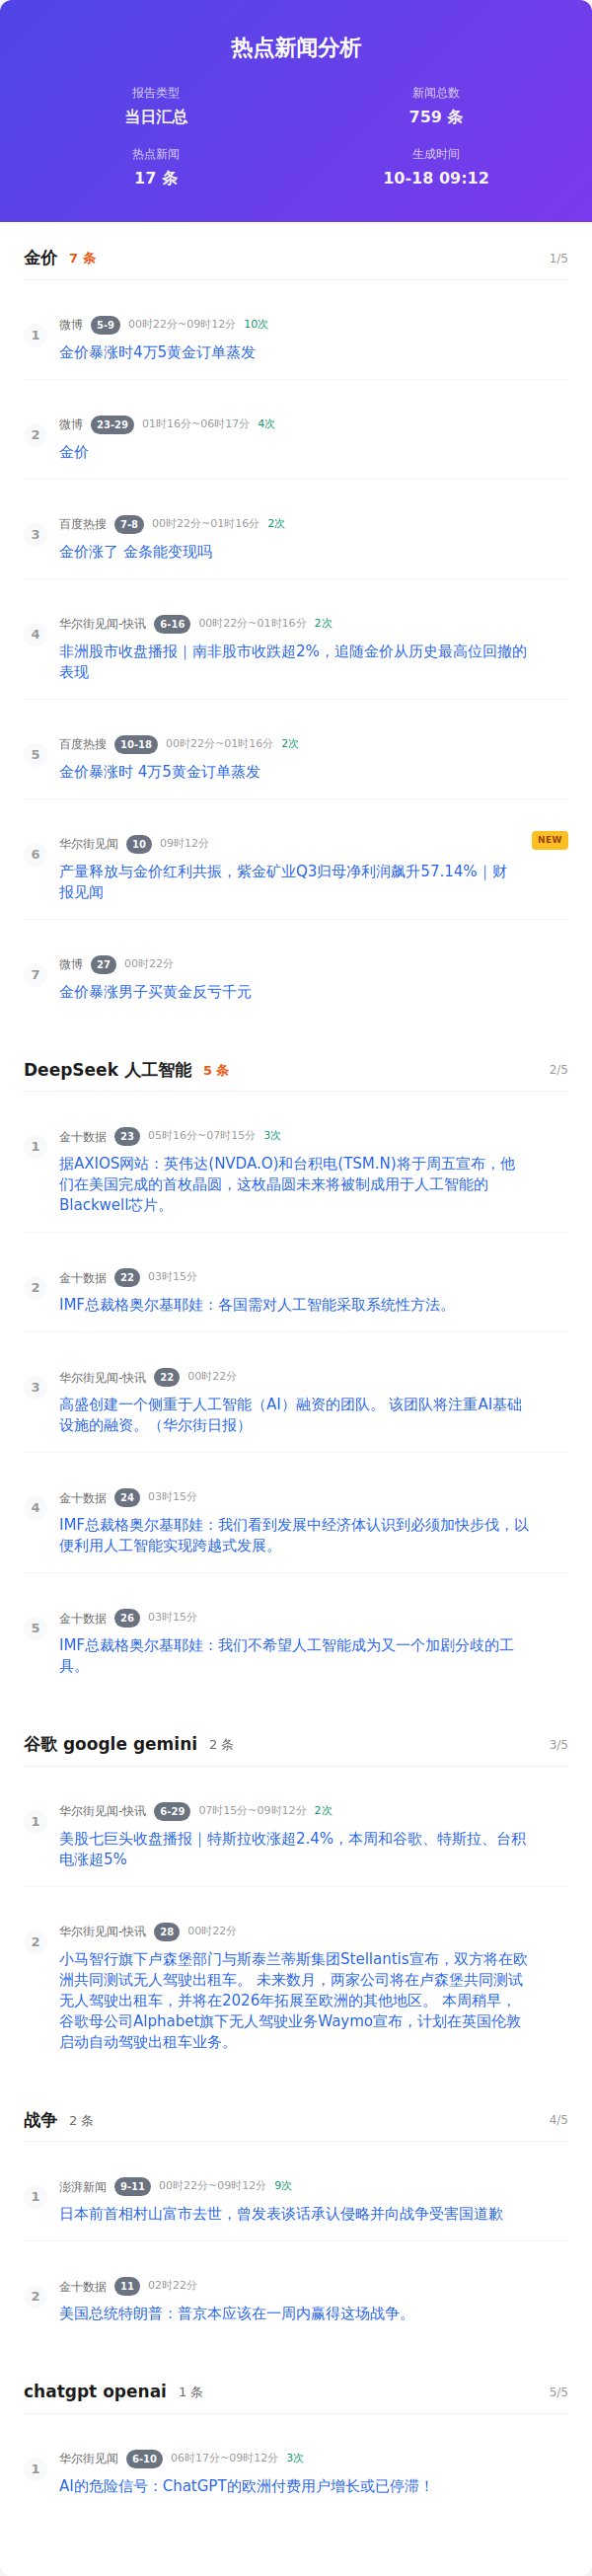 热点新闻分析
报告类型
新闻总数
当日汇总
759 条
热点新闻
生成时间
17 条
10-18 09:12
金价 7 条 1/5
1 微博 5-9 00时22分~09时12分 10次
金价暴涨时4万5黄金订单蒸发
2 微博 23-29 01时16分~06时17分 4次
金价
3 百度热搜 7-8 00时22分~01时16分 2次
金价涨了 金条能变现吗
4 华尔街见闻-快讯 6-16 00时22分~01时16分 2次
非洲股市收盘播报｜南非股市收跌超2%，追随金价从历史最高位回撤的
表现
5 百度热搜 10-18 00时22分~01时16分 2次
金价暴涨时 4万5黄金订单蒸发
6 华尔街见闻 10 09时12分 NEW
产量释放与金价红利共振，紫金矿业Q3归母净利润飙升57.14%｜财
报见闻
7 微博 27 00时22分
金价暴涨男子买黄金反亏千元
DeepSeek 人工智能 5 条 2/5
1 金十数据 23 05时16分~07时15分 3次
据AXIOS网站：英伟达(NVDA.O)和台积电(TSM.N)将于周五宣布，他
们在美国完成的首枚晶圆，这枚晶圆未来将被制成用于人工智能的
Blackwell芯片。
2 金十数据 22 03时15分
IMF总裁格奥尔基耶娃：各国需对人工智能采取系统性方法。
3 华尔街见闻-快讯 22 00时22分
高盛创建一个侧重于人工智能（AI）融资的团队。 该团队将注重AI基础
设施的融资。（华尔街日报）
4 金十数据 24 03时15分
IMF总裁格奥尔基耶娃：我们看到发展中经济体认识到必须加快步伐，以
便利用人工智能实现跨越式发展。
5 金十数据 26 03时15分
IMF总裁格奥尔基耶娃：我们不希望人工智能成为又一个加剧分歧的工
具。
谷歌 google gemini 2 条 3/5
1 华尔街见闻-快讯 6-29 07时15分~09时12分 2次
美股七巨头收盘播报｜特斯拉收涨超2.4%，本周和谷歌、特斯拉、台积
电涨超5%
2 华尔街见闻-快讯 28 00时22分
小马智行旗下卢森堡部门与斯泰兰蒂斯集团Stellantis宣布，双方将在欧
洲共同测试无人驾驶出租车。 未来数月，两家公司将在卢森堡共同测试
无人驾驶出租车，并将在2026年拓展至欧洲的其他地区。 本周稍早，
谷歌母公司Alphabet旗下无人驾驶业务Waymo宣布，计划在英国伦敦
启动自动驾驶出租车业务。
战争 2 条 4/5
1 澎湃新闻 9-11 00时22分~09时12分 9次
日本前首相村山富市去世，曾发表谈话承认侵略并向战争受害国道歉
2 金十数据 11 02时22分
美国总统特朗普：普京本应该在一周内赢得这场战争。
chatgpt openai 1 条 5/5
1 华尔街见闻 6-10 06时17分~09时12分 3次
AI的危险信号：ChatGPT的欧洲付费用户增长或已停滞！